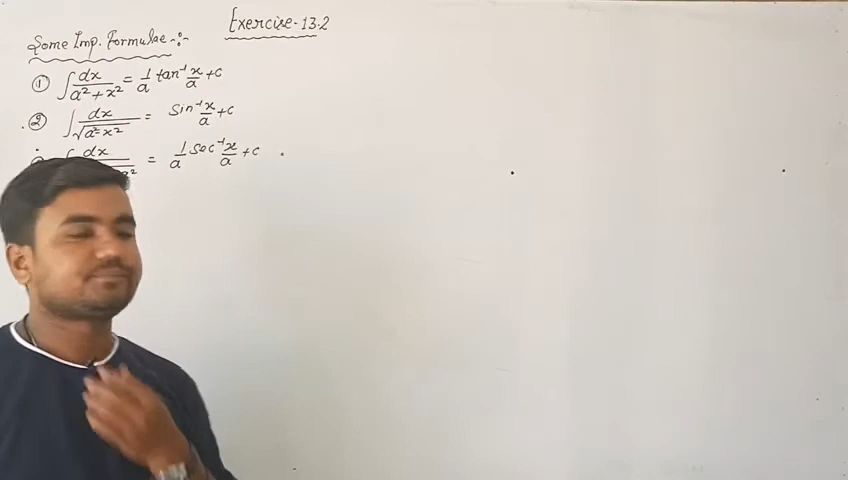 Exercise-13.2
Some Imp. Formulae -:-
① ∫ dx/(a²+x²) = 1/a tan⁻¹ x/a + c
② ∫ dx/√(a²-x²) = sin⁻¹ x/a + c
∫ dx = 1/a sec⁻¹ x/a + c